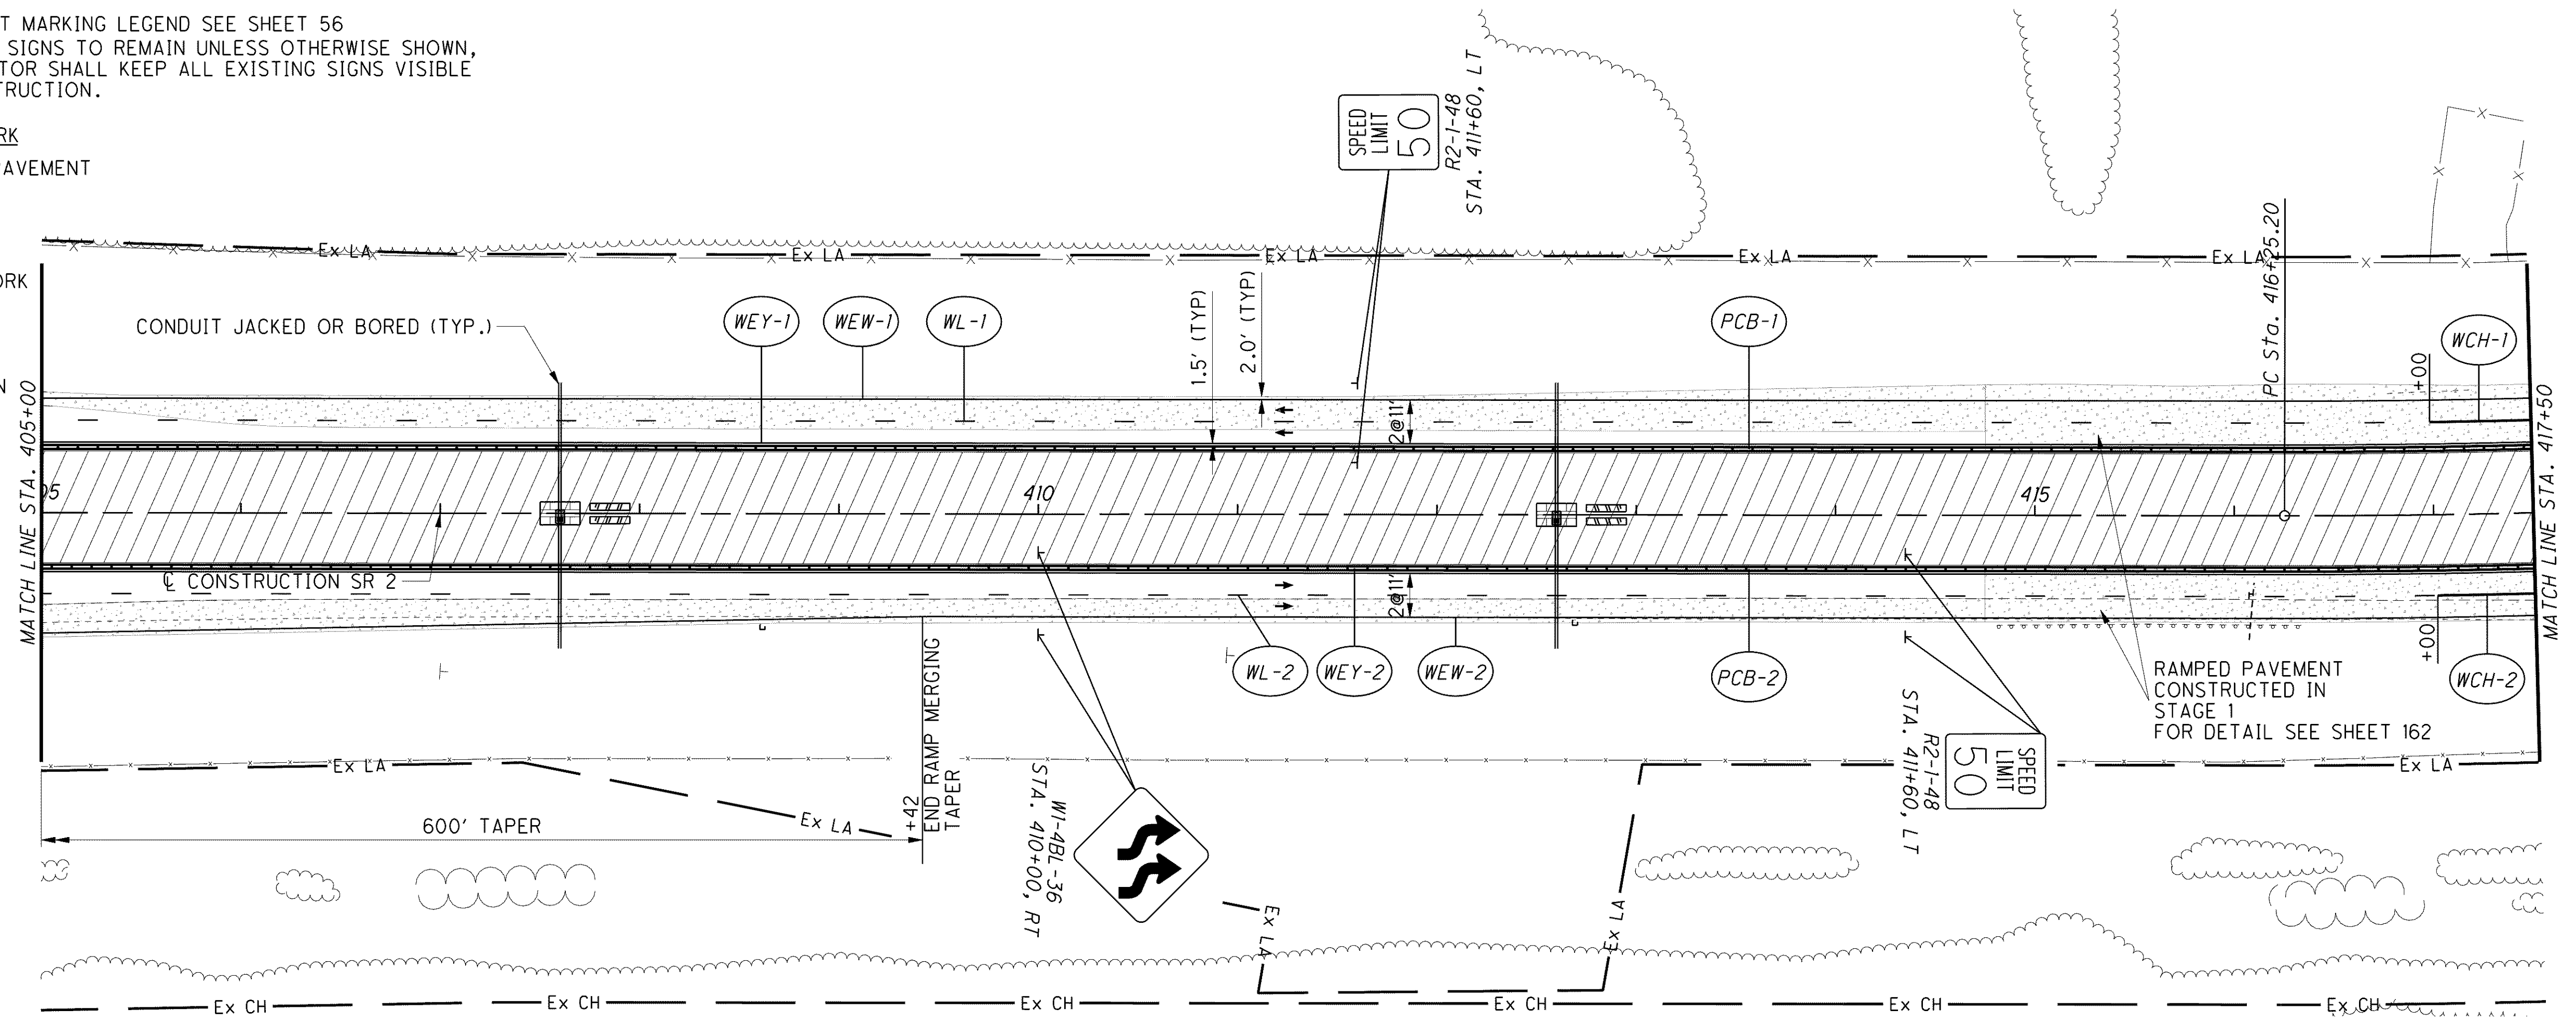 T MARKING LEGEND SEE SHEET 56
SIGNS TO REMAIN UNLESS OTHERWISE SHOWN,
TOR SHALL KEEP ALL EXISTING SIGNS VISIBLE
TRUCTION.
RK
AVEMENT
ORK
N
SPEED
LIMIT
50
R2-1-48
STA. 411+60, LT
Ex LA
Ex LA
Ex LA
Ex LA
Ex LA
PC Sta. 416+25.20
CONDUIT JACKED OR BORED (TYP.)
WEY-1
WEW-1
WL-1
1.5' (TYP)
2.0' (TYP)
2@11'
PCB-1
+00
WCH-1
MATCH LINE STA. 405+00
MATCH LINE STA. 417+50
05
410
415
℄ CONSTRUCTION SR 2
2@11'
WL-2
WEY-2
WEW-2
PCB-2
+00
WCH-2
RAMPED PAVEMENT
CONSTRUCTED IN
STAGE 1
FOR DETAIL SEE SHEET 162
END RAMP MERGING
TAPER
+42
600' TAPER
Ex LA
Ex LA
W1-4BL-36
STA. 410+00, RT
SPEED
LIMIT
50
R2-1-48
STA. 411+60, LT
Ex LA
Ex LA
Ex LA
Ex CH
Ex CH
Ex CH
Ex CH
Ex CH
Ex CH